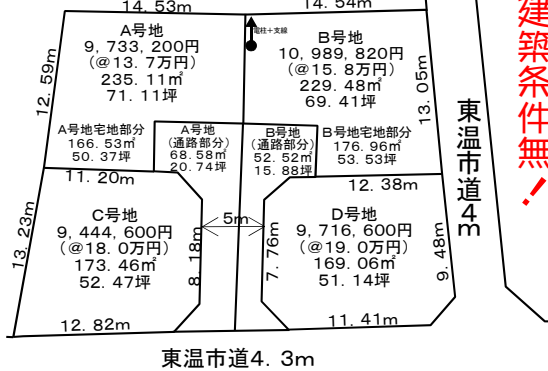 14.53m
14.54m
電柱+支線
A号地
9,733,200円
(@13.7万円)
235.11㎡
71.11坪
B号地
10,989,820円
(@15.8万円)
229.48㎡
69.41坪
12.59m
13.05m
A号地宅地部分
166.53㎡
50.37坪
A号地
(通路部分)
68.58㎡
20.74坪
B号地
(通路部分)
52.52㎡
15.88坪
B号地宅地部分
176.96㎡
53.53坪
11.20m
12.38m
C号地
9,444,600円
(@18.0万円)
173.46㎡
52.47坪
5m
D号地
9,716,600円
(@19.0万円)
169.06㎡
51.14坪
13.23m
8.18m
7.76m
9.48m
12.82m
11.41m
東温市道4.3m
東温市道4m
建築条件無!